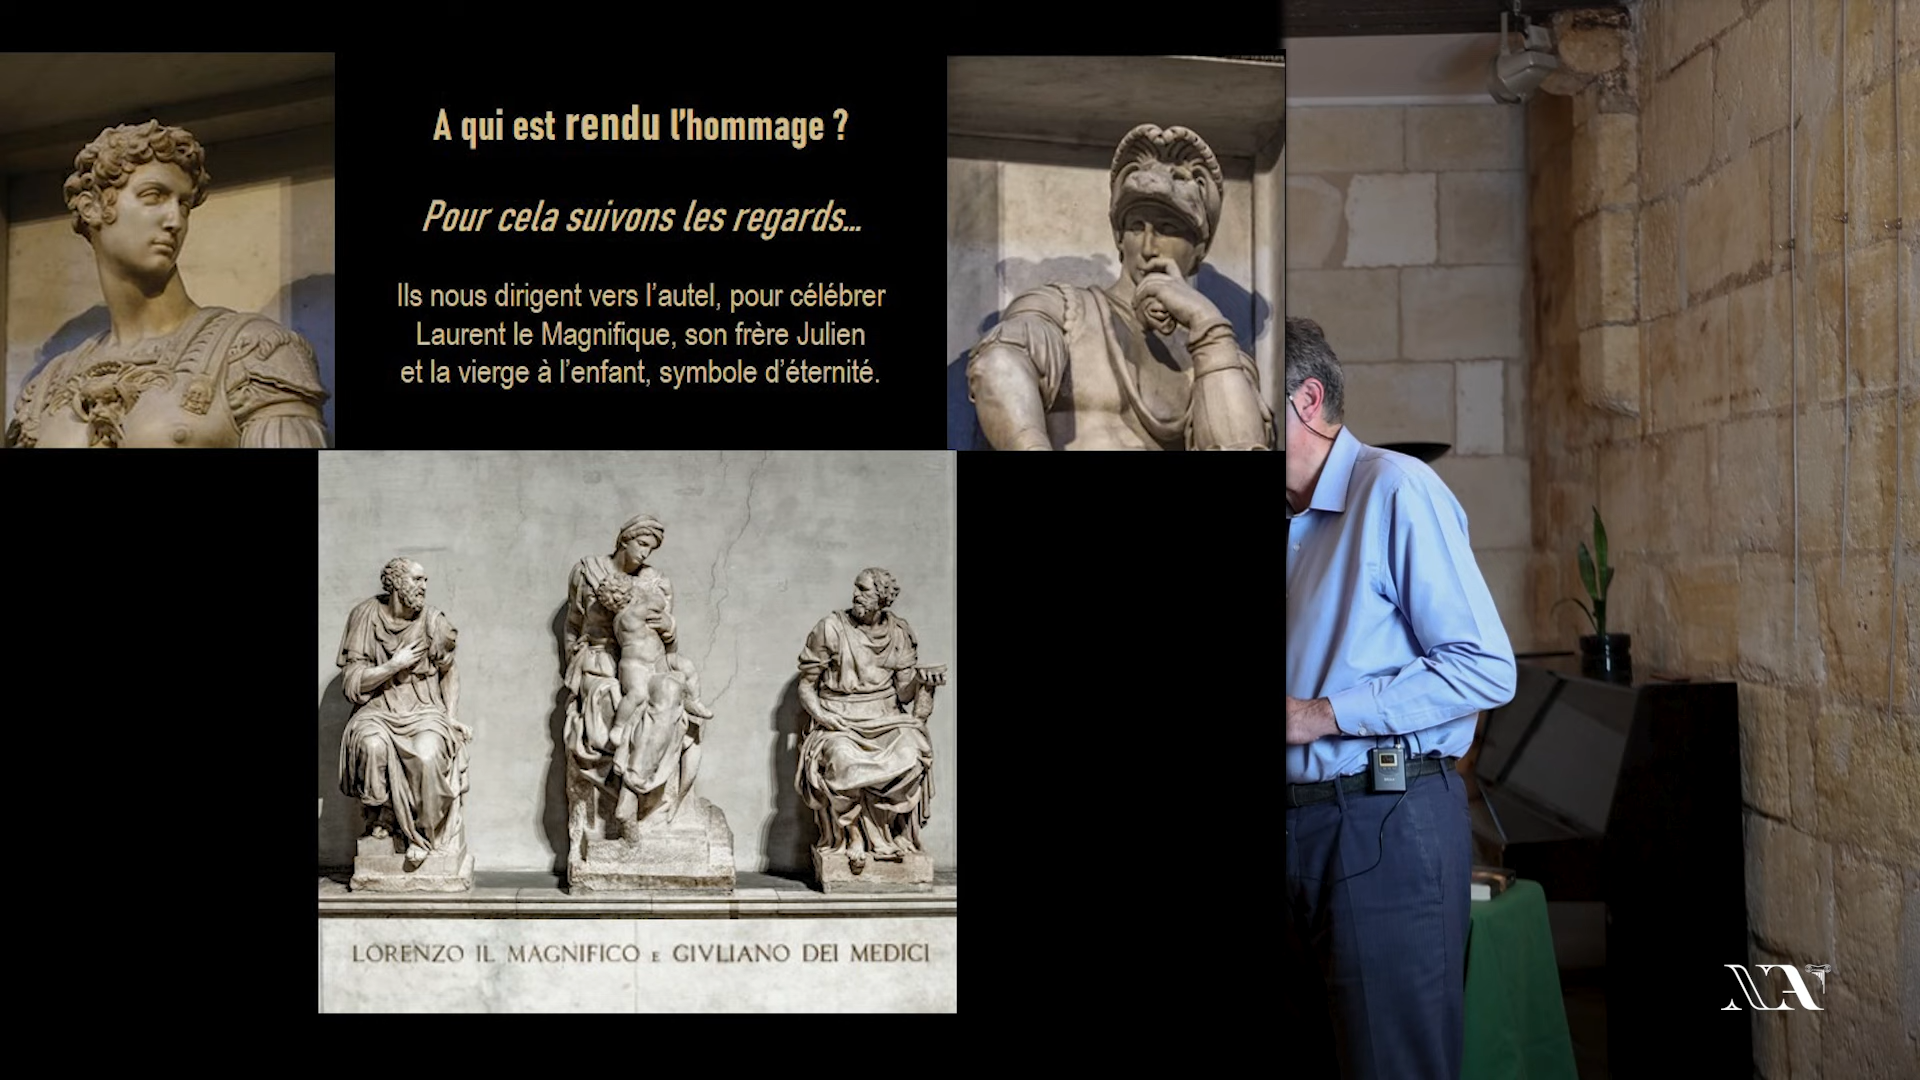 A qui est rendu l'hommage ?
Pour cela suivons les regards...
Ils nous dirigent vers l'autel, pour célébrer
Laurent le Magnifique, son frère Julien
et la vierge à l'enfant, symbole d'éternité.
LORENZO IL MAGNIFICO E GIVLIANO DEI MEDICI